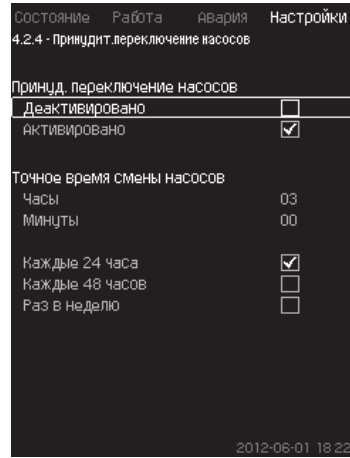 Состояние Работа Авария Настройки
4.2.4 - Принудит.переключение насосов
Принуд. переключение насосов
Деактивировано
Активировано
Точное время смены насосов
Часы 03
Минуты 00
Каждые 24 часа
Каждые 48 часов
Раз в неделю
2012-06-01 18:22